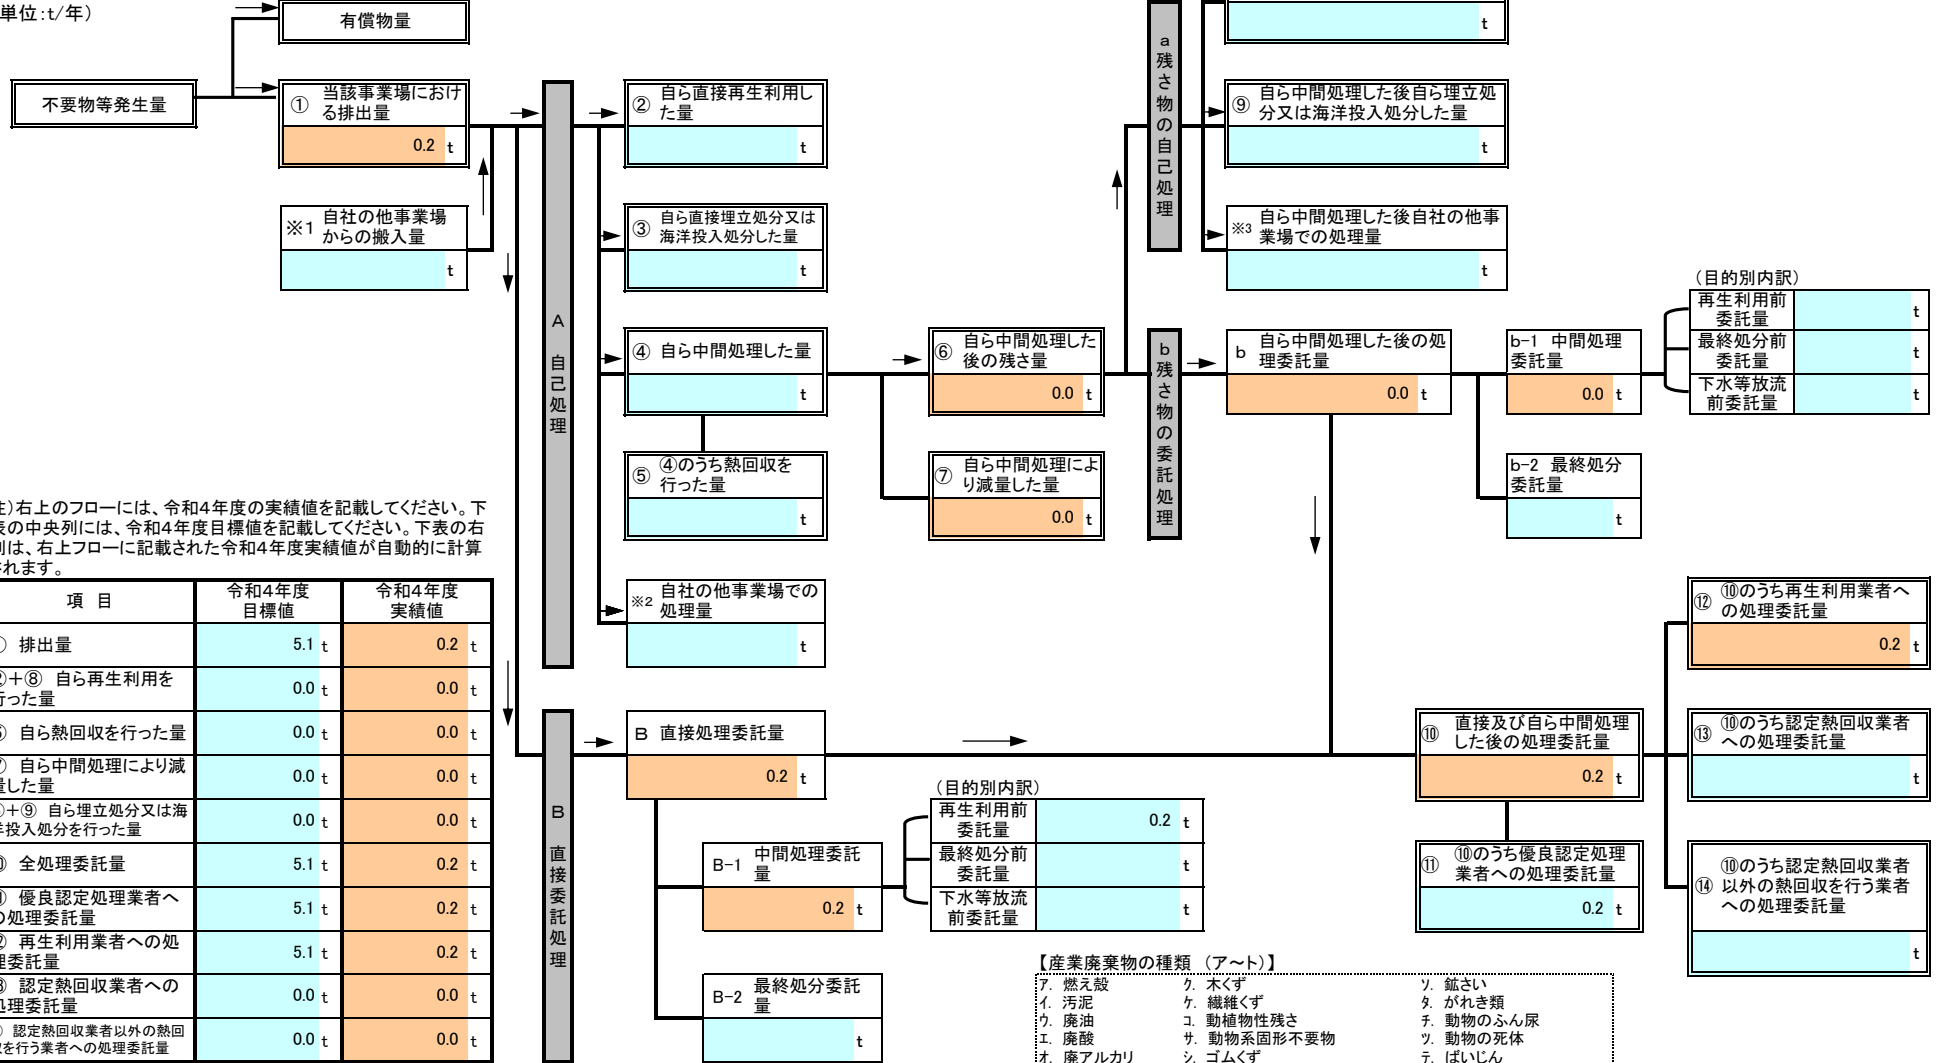 単位:t/年）
有償物量
不要物等発生量
① 当該事業場におけ
る排出量
0.2 t
※1 自社の他事業場
からの搬入量
t
A 自己処理
② 自ら直接再生利用し
た量
t
③ 自ら直接埋立処分又は
海洋投入処分した量
t
④ 自ら中間処理した量
t
⑤ ④のうち熱回収を
行った量
t
※2 自社の他事業場での
処理量
t
⑥ 自ら中間処理した
後の残さ量
0.0 t
⑦ 自ら中間処理によ
り減量した量
0.0 t
a 残さ物の自己処理
t
⑨ 自ら中間処理した後自ら埋立処
分又は海洋投入処分した量
t
※3 自ら中間処理した後自社の他事
業場での処理量
t
b 残さ物の委託処理
b 自ら中間処理した後の処
理委託量
0.0 t
b-1 中間処理
委託量
0.0 t
b-2 最終処分
委託量
t
（目的別内訳）
再生利用前
委託量
t
最終処分前
委託量
t
下水等放流
前委託量
t
注）右上のフローには、令和4年度の実績値を記載してください。下
表の中央列には、令和4年度目標値を記載してください。下表の右
列は、右上フローに記載された令和4年度実績値が自動的に計算
されます。
項 目 令和4年度 目標値 令和4年度 実績値
排出量 5.1 t 0.2 t
②+⑧ 自ら再生利用を
行った量 0.0 t 0.0 t
自ら熱回収を行った量 0.0 t 0.0 t
自ら中間処理により減
量した量 0.0 t 0.0 t
+⑨ 自ら埋立処分又は海
洋投入処分を行った量 0.0 t 0.0 t
全処理委託量 5.1 t 0.2 t
優良認定処理業者へ
の処理委託量 5.1 t 0.2 t
再生利用業者への処
理委託量 5.1 t 0.2 t
認定熱回収業者への
処理委託量 0.0 t 0.0 t
認定熱回収業者以外の熱回
収を行う業者への処理委託量 0.0 t 0.0 t
B 直接委託処理
B 直接処理委託量
0.2 t
B-1 中間処理委託
量
0.2 t
B-2 最終処分委託
量
t
（目的別内訳）
再生利用前
委託量
0.2 t
最終処分前
委託量
t
下水等放流
前委託量
t
⑩ 直接及び自ら中間処理
した後の処理委託量
0.2 t
⑪ ⑩のうち優良認定処理
業者への処理委託量
0.2 t
⑫ ⑩のうち再生利用業者へ
の処理委託量
0.2 t
⑬ ⑩のうち認定熱回収業者
への処理委託量
t
⑭ ⑩のうち認定熱回収業者
以外の熱回収を行う業者
への処理委託量
t
【産業廃棄物の種類 （ア～ト）】
ア. 燃え殻 ク. 木くず ソ. 鉱さい
イ. 汚泥 ケ. 繊維くず タ. がれき類
ウ. 廃油 コ. 動植物性残さ チ. 動物のふん尿
エ. 廃酸 サ. 動物系固形不要物 ツ. 動物の死体
オ. 廃アルカリ シ. ゴムくず テ. ばいじん